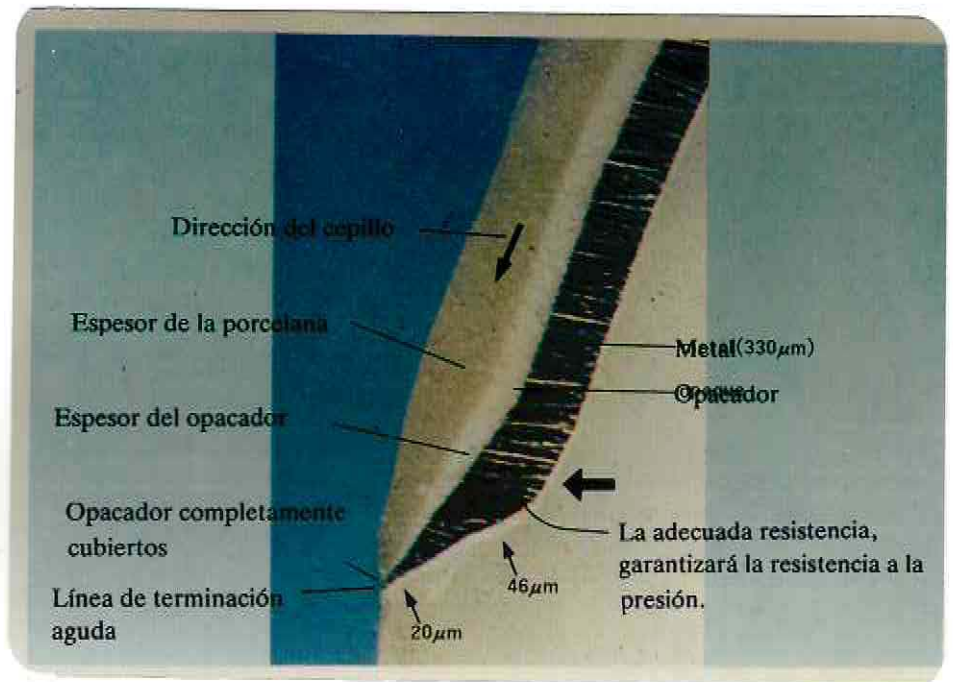 Dirección del cepillo
Espesor de la porcelana
Metal(330μm)
Opacador
Espesor del opacador
Opacador completamente
cubiertos
La adecuada resistencia,
garantizará la resistencia a la
presión.
46μm
Línea de terminación
aguda
20μm